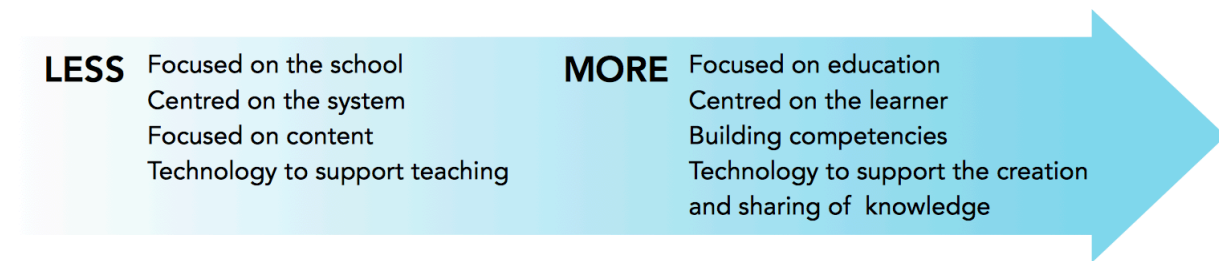 LESS
Focused on the school
Centred on the system
Focused on content
Technology to support teaching
MORE
Focused on education
Centred on the learner
Building competencies
Technology to support the creation
and sharing of knowledge